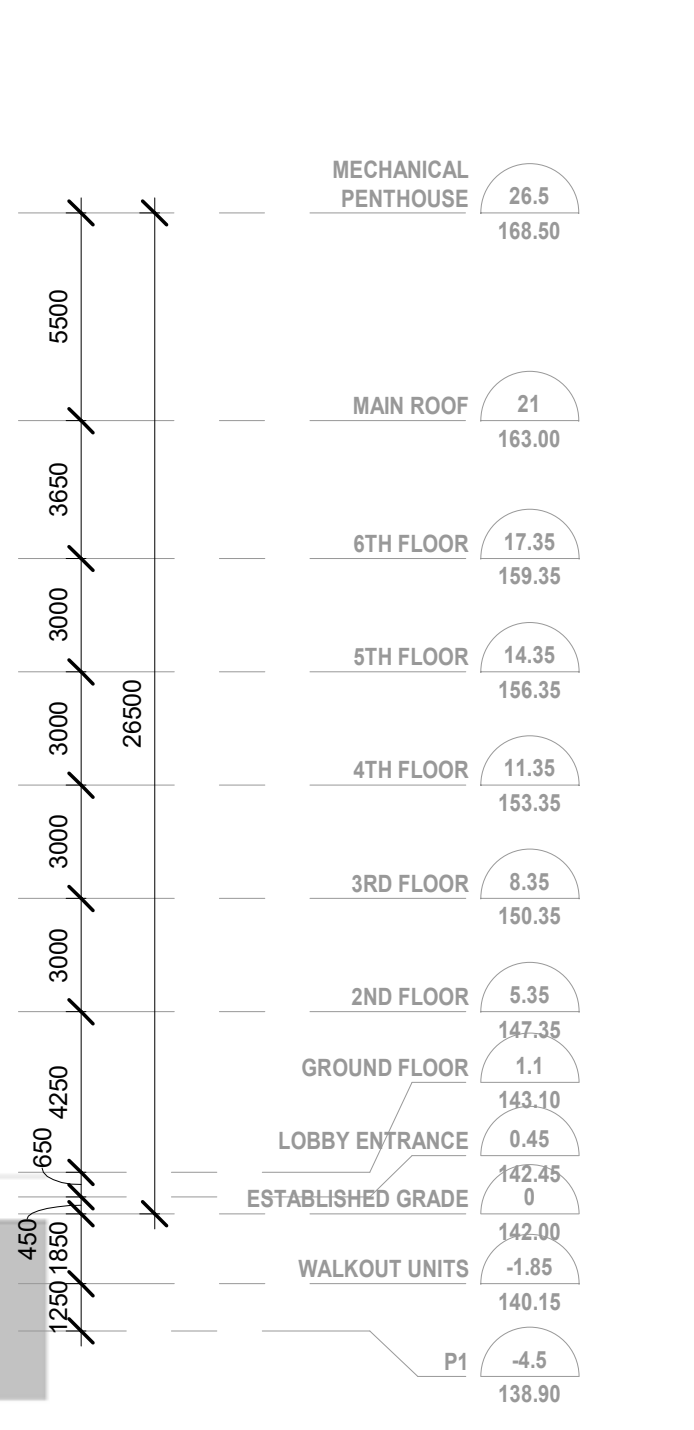 MECHANICAL
PENTHOUSE 26.5
168.50
5500
MAIN ROOF 21
163.00
3650
6TH FLOOR 17.35
159.35
3000
5TH FLOOR 14.35
156.35
26500
3000
4TH FLOOR 11.35
153.35
3000
3RD FLOOR 8.35
150.35
3000
2ND FLOOR 5.35
147.35
GROUND FLOOR 1.1
4250
143.10
650
LOBBY ENTRANCE 0.45
142.45
ESTABLISHED GRADE 0
142.00
450
1850
WALKOUT UNITS -1.85
140.15
1250
P1 -4.5
138.90